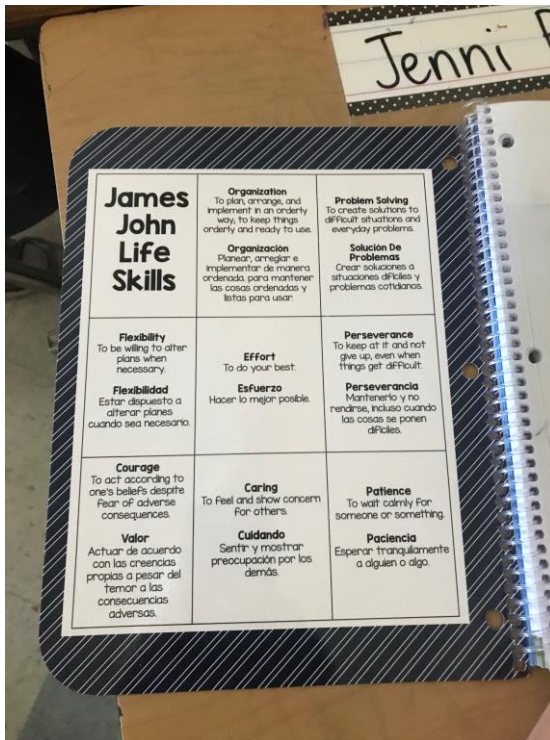 Jenni
James
John
Life
Skills
Organization
To plan, arrange, and
implement in an orderly
way, to keep things
orderly and ready to use.
Organización
Planear, arreglar e
implementar de manera
ordenada, para mantener
las cosas ordenadas y
listas para usar.
Problem Solving
To create solutions to
difficult situations and
everyday problems.
Solución De
Problemas
Crear soluciones a
situaciones difíciles y
problemas cotidianos.
Flexibility
To be willing to alter
plans when
necessary.
Flexibilidad
Estar dispuesto a
alterar planes
cuando sea necesario.
Effort
To do your best.
Esfuerzo
Hacer lo mejor posible.
Perseverance
To keep at it and not
give up, even when
things get difficult.
Perseverancia
Mantenerlo y no
rendirse, incluso cuando
las cosas se ponen
difíciles.
Courage
To act according to
one's beliefs despite
fear of adverse
consequences.
Valor
Actuar de acuerdo
con las creencias
propias a pesar del
temor a las
consecuencias
adversas.
Caring
To feel and show concern
for others.
Cuidando
Sentir y mostrar
preocupación por los
demás.
Patience
To wait calmly for
someone or something.
Paciencia
Esperar tranquilamente
a alguien o algo.